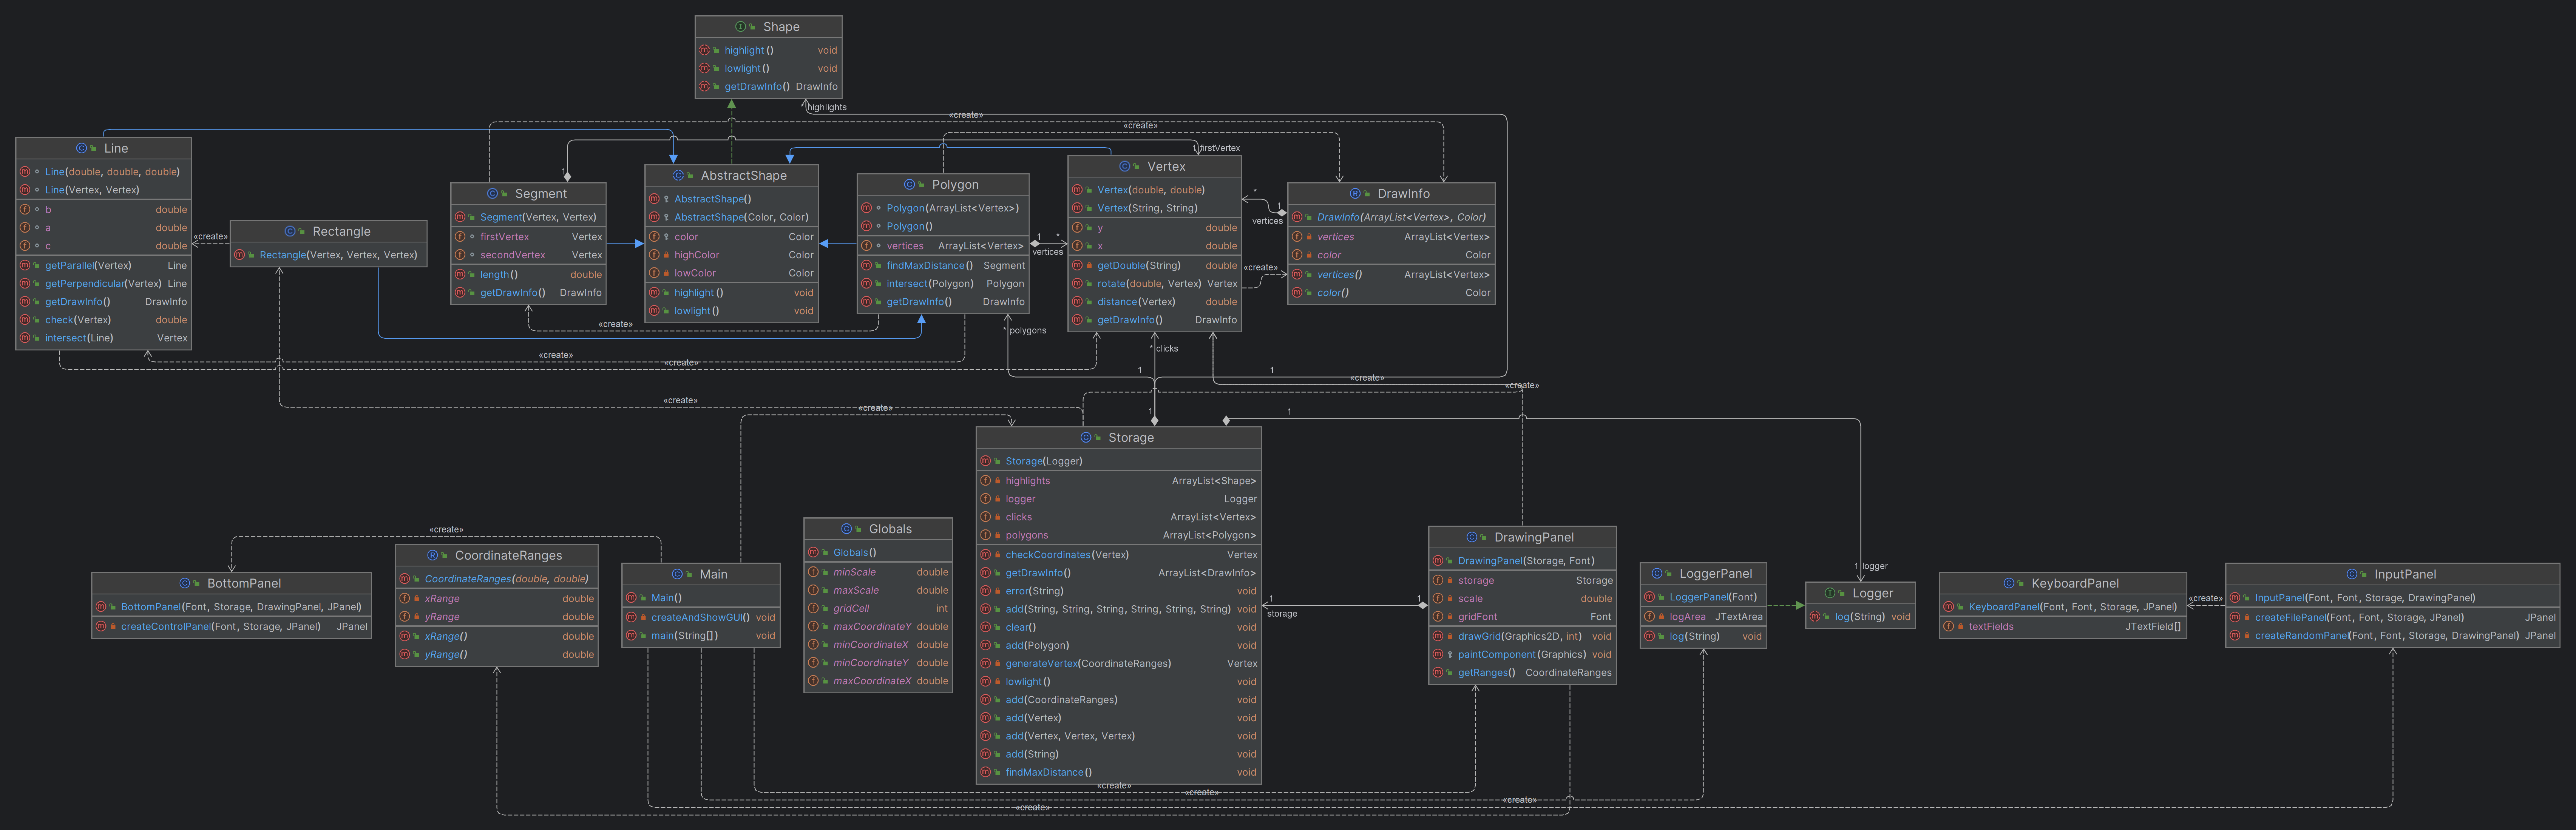 Shape
highlight() void
lowlight() void
getDrawInfo() DrawInfo
* highlights
«create»
«create»
Line
Line(double, double, double)
Line(Vertex, Vertex)
b double
a double
c double
getParallel(Vertex) Line
getPerpendicular(Vertex) Line
getDrawInfo() DrawInfo
check(Vertex) double
intersect(Line) Vertex
«create»
Rectangle
Rectangle(Vertex, Vertex, Vertex)
1
Segment
Segment(Vertex, Vertex)
firstVertex Vertex
secondVertex Vertex
length() double
getDrawInfo() DrawInfo
AbstractShape
AbstractShape()
AbstractShape(Color, Color)
color Color
highColor Color
lowColor Color
highlight() void
lowlight() void
Polygon
Polygon(ArrayList<Vertex>)
Polygon()
vertices ArrayList<Vertex>
findMaxDistance() Segment
intersect(Polygon) Polygon
getDrawInfo() DrawInfo
1 *
vertices
1 firstVertex
Vertex
Vertex(double, double)
Vertex(String, String)
y double
x double
getDouble(String) double
rotate(double, Vertex) Vertex
distance(Vertex) double
getDrawInfo() DrawInfo
*
1
vertices
«create»
DrawInfo
DrawInfo(ArrayList<Vertex>, Color)
vertices ArrayList<Vertex>
color Color
vertices() ArrayList<Vertex>
color() Color
«create»
* polygons
* clicks
«create»
«create»
1
1
«create»
«create»
«create»
«create»
1
1
Storage
Storage(Logger)
highlights ArrayList<Shape>
logger Logger
clicks ArrayList<Vertex>
polygons ArrayList<Polygon>
checkCoordinates(Vertex) Vertex
getDrawInfo() ArrayList<DrawInfo>
error(String) void
add(String, String, String, String, String, String) void
clear() void
add(Polygon) void
generateVertex(CoordinateRanges) Vertex
lowlight() void
add(CoordinateRanges) void
add(Vertex) void
add(Vertex, Vertex, Vertex) void
add(String) void
findMaxDistance() void
«create»
BottomPanel
BottomPanel(Font, Storage, DrawingPanel, JPanel)
createControlPanel(Font, Storage, JPanel) JPanel
CoordinateRanges
CoordinateRanges(double, double)
xRange double
yRange double
xRange() double
yRange() double
Main
Main()
createAndShowGUI() void
main(String[]) void
Globals
Globals()
minScale double
maxScale double
gridCell int
maxCoordinateY double
minCoordinateX double
minCoordinateY double
maxCoordinateX double
1 1
storage
DrawingPanel
DrawingPanel(Storage, Font)
storage Storage
scale double
gridFont Font
drawGrid(Graphics2D, int) void
paintComponent(Graphics) void
getRanges() CoordinateRanges
LoggerPanel
LoggerPanel(Font)
logArea JTextArea
log(String) void
1 logger
Logger
log(String) void
KeyboardPanel
KeyboardPanel(Font, Font, Storage, JPanel)
textFields JTextField[]
«create»
InputPanel
InputPanel(Font, Font, Storage, DrawingPanel)
createFilePanel(Font, Font, Storage, JPanel) JPanel
createRandomPanel(Font, Font, Storage, DrawingPanel) JPanel
«create»
«create»
«create»
«create»